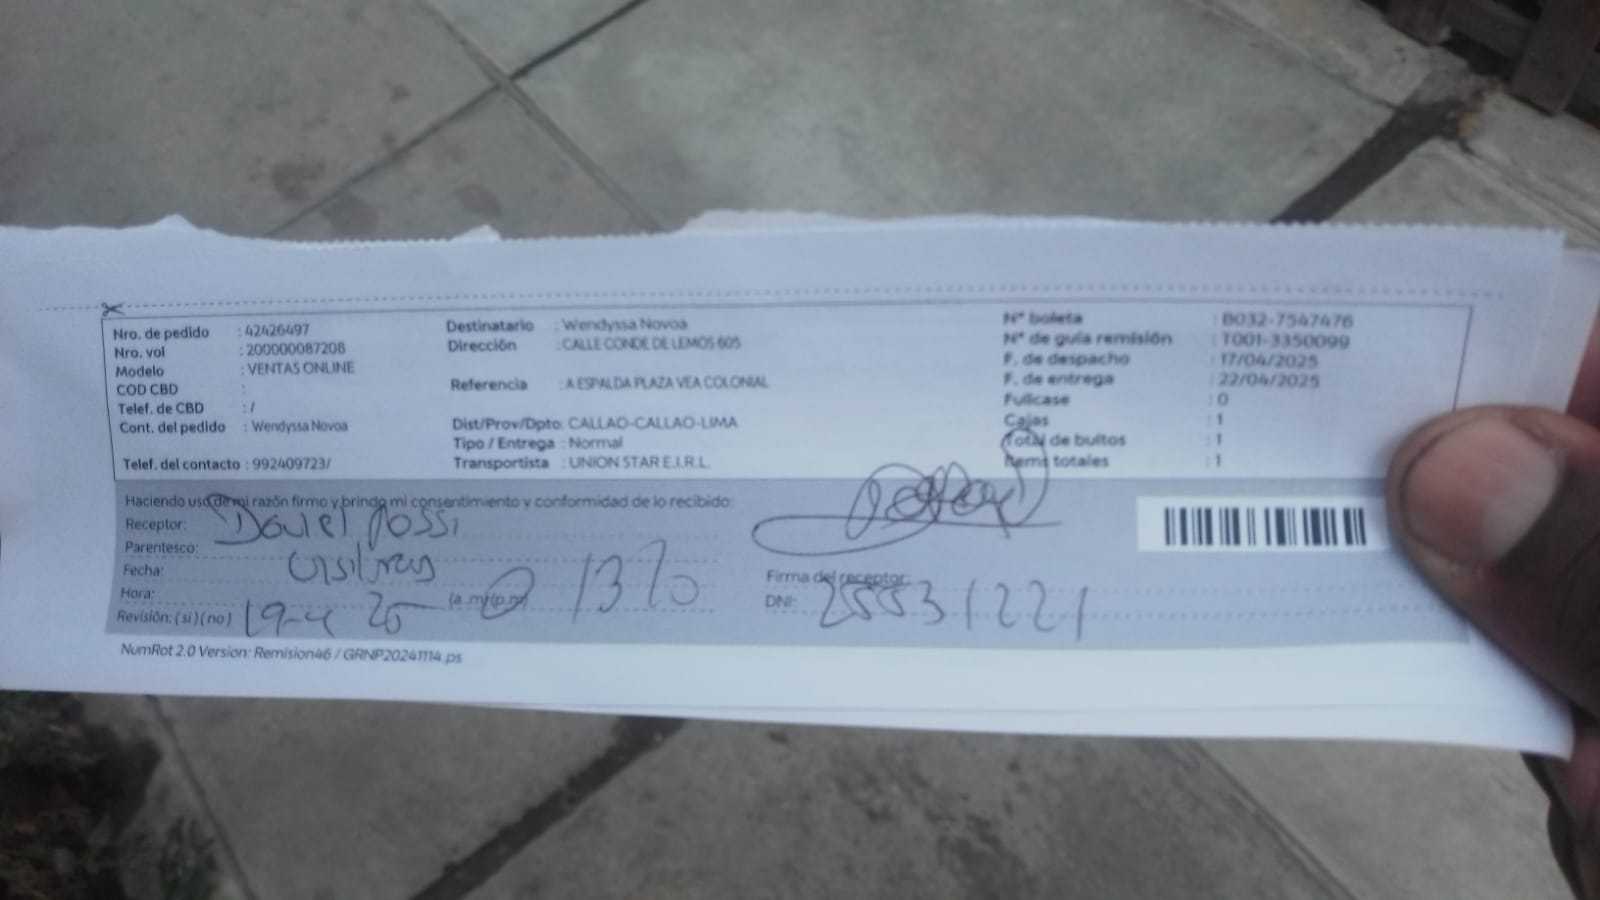 Nro. de pedido : 42426497
Nro. vol : 200000087208
Modelo : VENTAS ONLINE
COD CBD :
Telef. de CBD : /
Cont. del pedido : Wendyssa Novoa
Telef. del contacto : 992409723/
Destinatario : Wendyssa Novoa
Dirección : CALLE CONDE DE LEMOS 605
Referencia : A ESPALDA PLAZA VEA COLONIAL
Dist/Prov/Dpto: CALLAO-CALLAO-LIMA
Tipo / Entrega : Normal
Transportista : UNION STAR E.I.R.L.
N° boleta : B032-7547476
N° de guía remisión : T001-3350099
F. de despacho : 17/04/2025
F. de entrega : 22/04/2025
Fullcase : 0
Cajas : 1
Total de bultos : 1
Items totales : 1
Haciendo uso de mi razón firmo y brindo mi consentimiento y conformidad de lo recibido:
Receptor: Daniel Rossi
Parentesco:
Fecha:
Hora: (a .m) (p.m)
Revisión: (si) (no) 19-4 25
Firma del receptor:
DNI: 25531221
NumRot 2.0 Version: Remision46 / GRNP20241114.ps